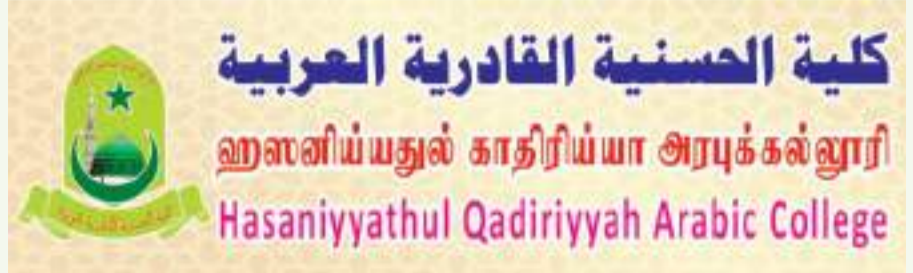 كلية الحسنية القادرية العربية
ஹஸனிய்யதுல் காதிரிய்யா அரபுக்கல்லூரி
Hasaniyyathul Qadiriyyah Arabic College